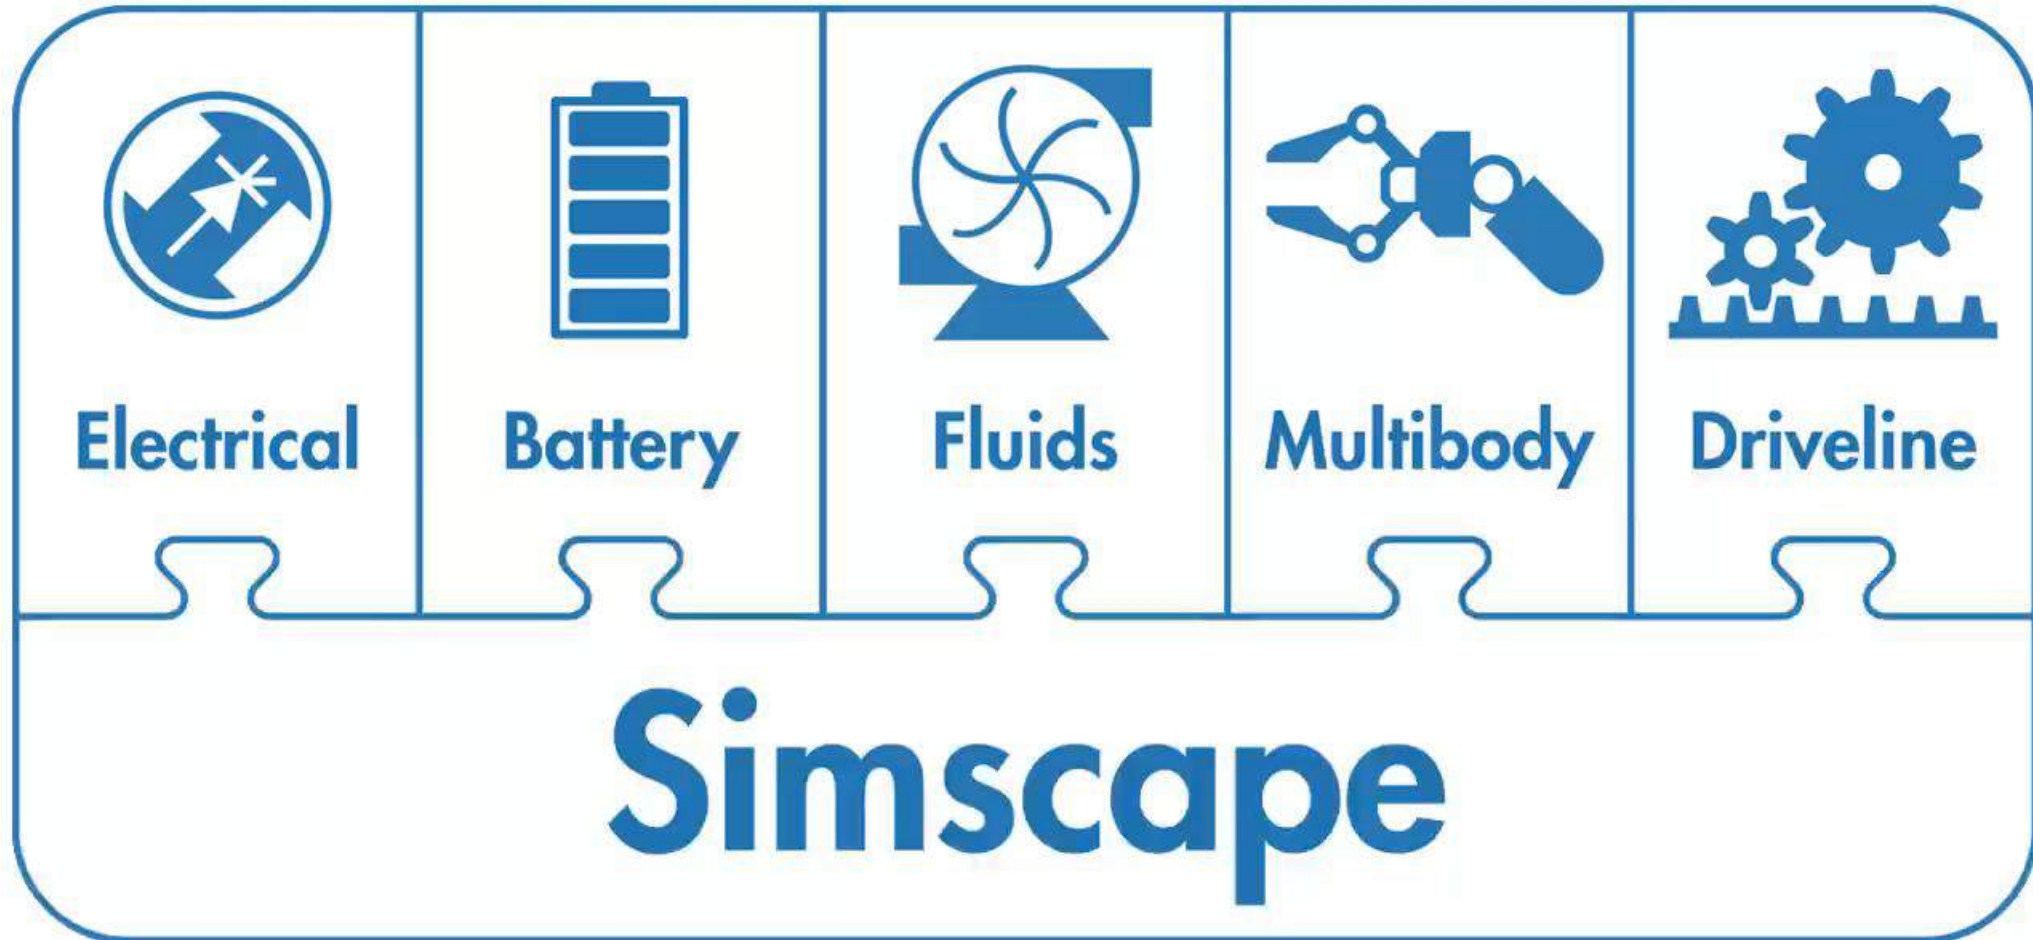 Electrical
Battery
Fluids
Multibody
Driveline
Simscape